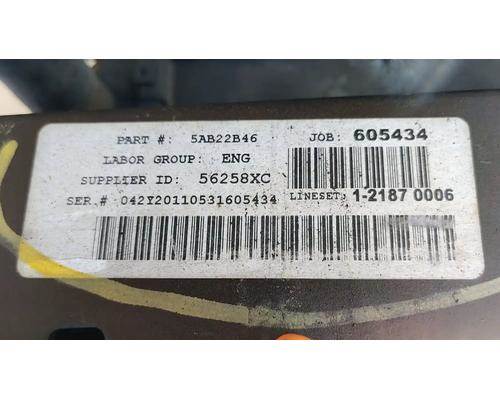 PART #: 5AB22B46 JOB: 605434
LABOR GROUP: ENG
SUPPLIER ID: 56258XC
SER.# 042Y20110531605434 LINESET: 1-2187 0006